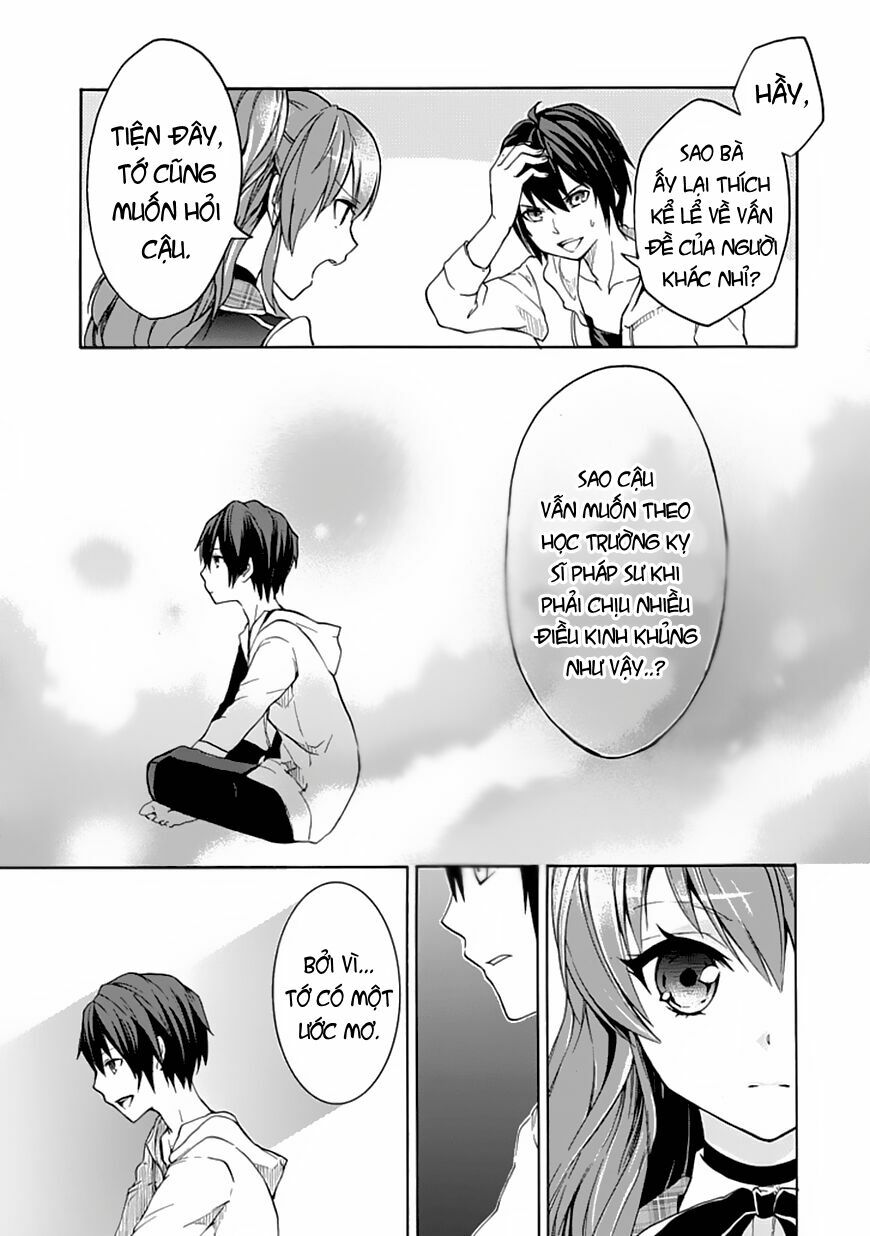 HẦY,
SAO BÀ
ẤY LẠI THÍCH
KỂ LỂ VỀ VẤN
ĐỀ CỦA NGƯỜI
KHÁC NHỈ?
TIỆN ĐÂY,
TỚ CŨNG
MUỐN HỎI
CẬU.
SAO CẬU
VẪN MUỐN THEO
HỌC TRƯỜNG KỴ
SĨ PHÁP SƯ KHI
PHẢI CHỊU NHIỀU
ĐIỀU KINH KHỦNG
NHƯ VẬY..?
BỞI VÌ...
TỚ CÓ MỘT
ƯỚC MƠ.